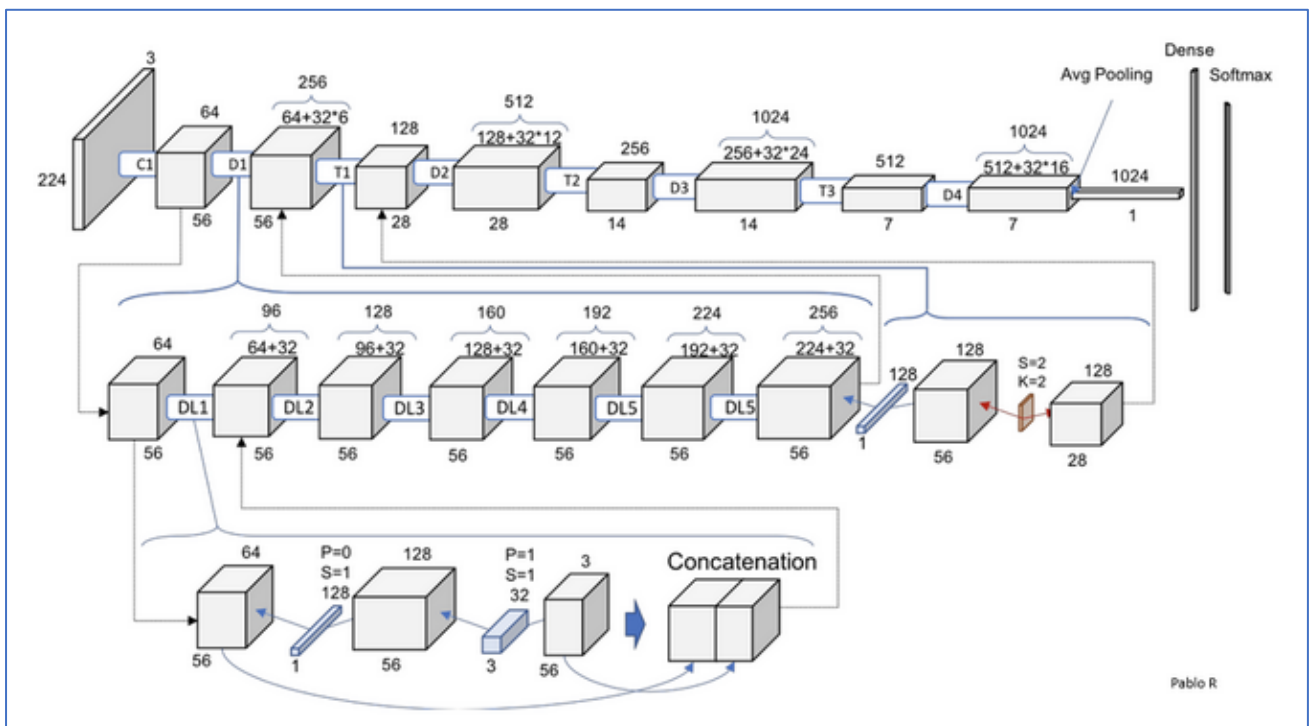 Dense
3
Avg Pooling
Softmax
256
64
64+32*6
512
128
128+32*12
1024
256
256+32*24
1024
512
512+32*16
1024
C1
D1
T1
D2
T2
D3
T3
D4
224
56
56
28
28
14
14
7
7
1
96
128
160
192
224
256
64
64+32
96+32
128+32
160+32
192+32
224+32
128
128
S=2
K=2
128
DL1
DL2
DL3
DL4
DL5
DL5
56
56
56
56
56
56
56
1
56
28
64
P=0
S=1
128
128
P=1
S=1
32
3
Concatenation
56
1
56
3
56
Pablo R